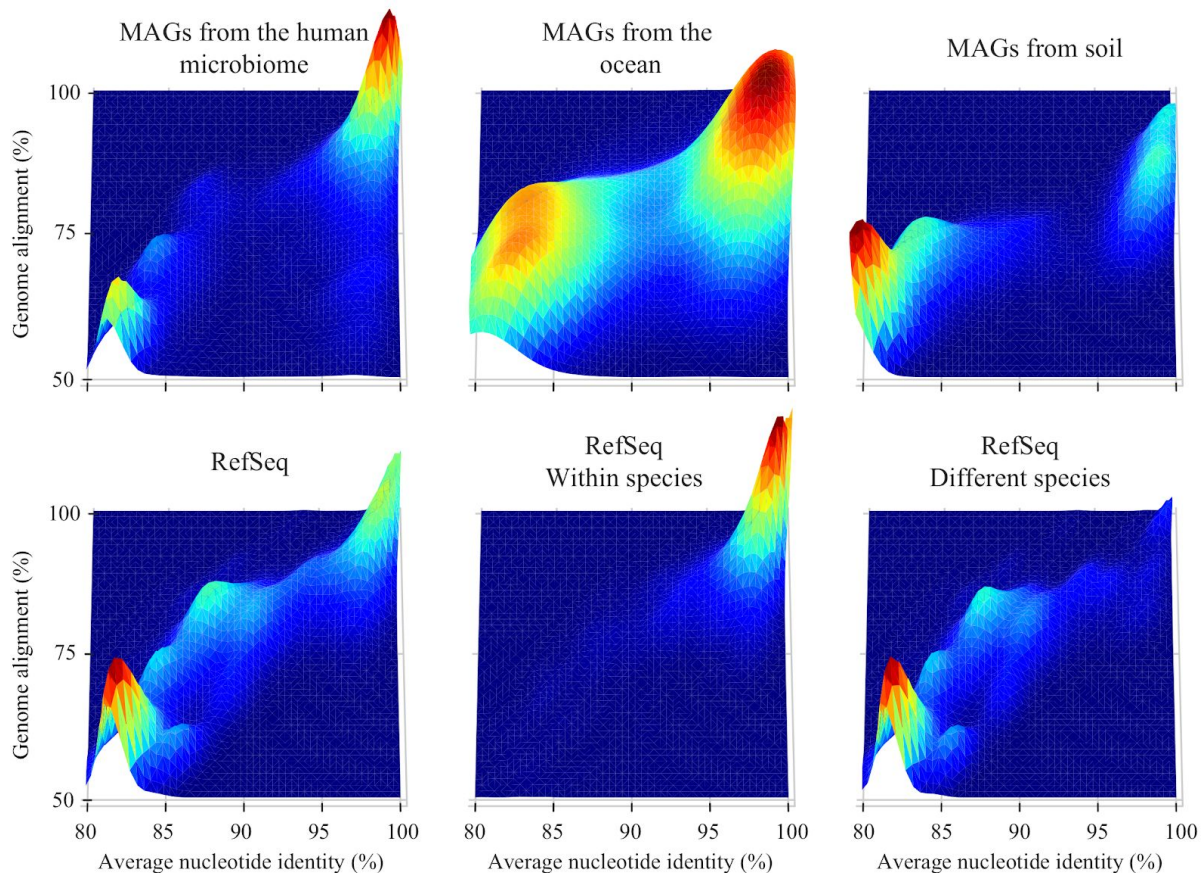 MAGs from the human
microbiome
MAGs from the
ocean
MAGs from soil
Genome alignment (%)
100
75
50
RefSeq
RefSeq
Within species
RefSeq
Different species
Genome alignment (%)
100
75
50
80 85 90 95 100
80 85 90 95 100
80 85 90 95 100
Average nucleotide identity (%)
Average nucleotide identity (%)
Average nucleotide identity (%)